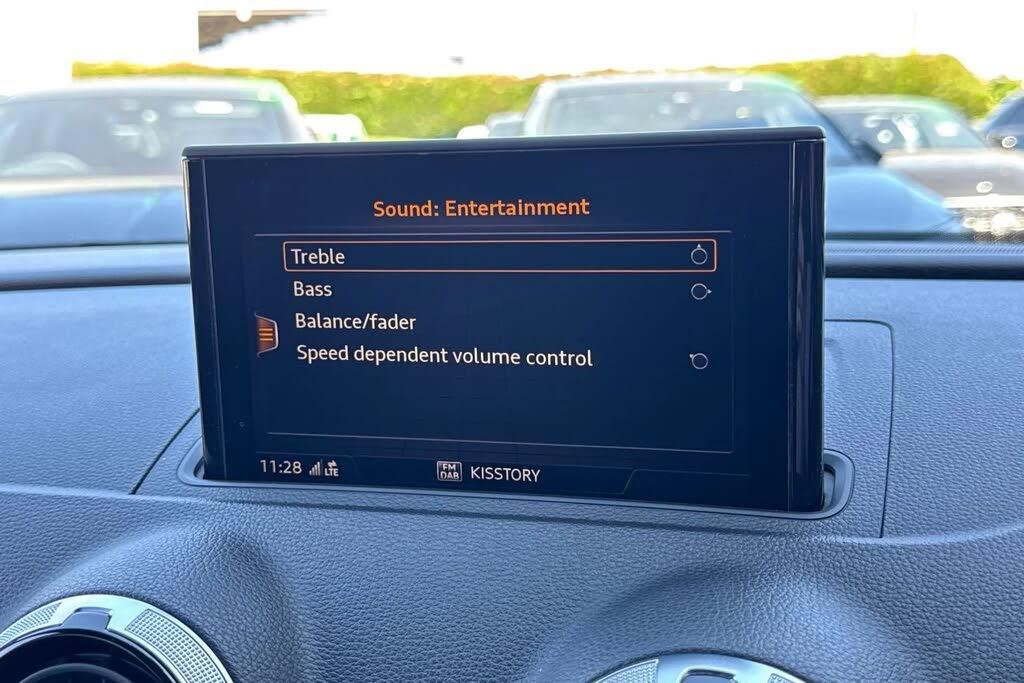 Sound: Entertainment
Treble
Bass
Balance/fader
Speed dependent volume control
11:28 LTE FM DAB KISSTORY